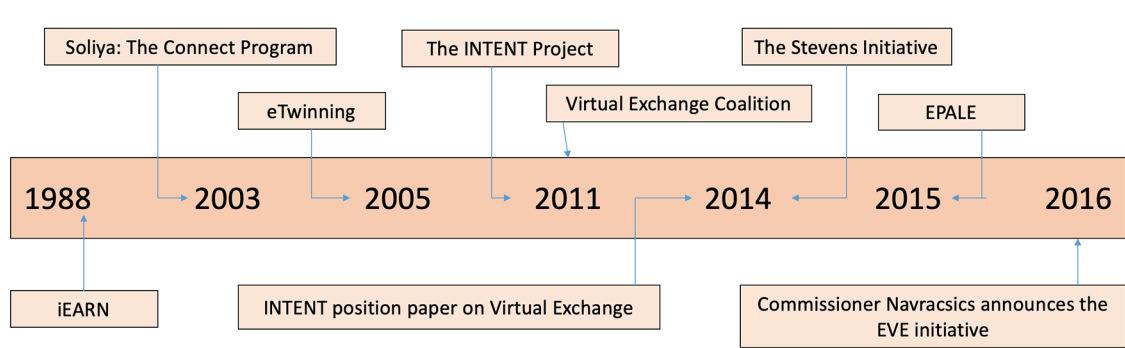 Soliya: The Connect Program
The INTENT Project
The Stevens Initiative
Virtual Exchange Coalition
eTwinning
EPALE
1988 2003 2005 2011 2014 2015 2016
iEARN
INTENT position paper on Virtual Exchange
Commissioner Navracsics announces the
EVE initiative